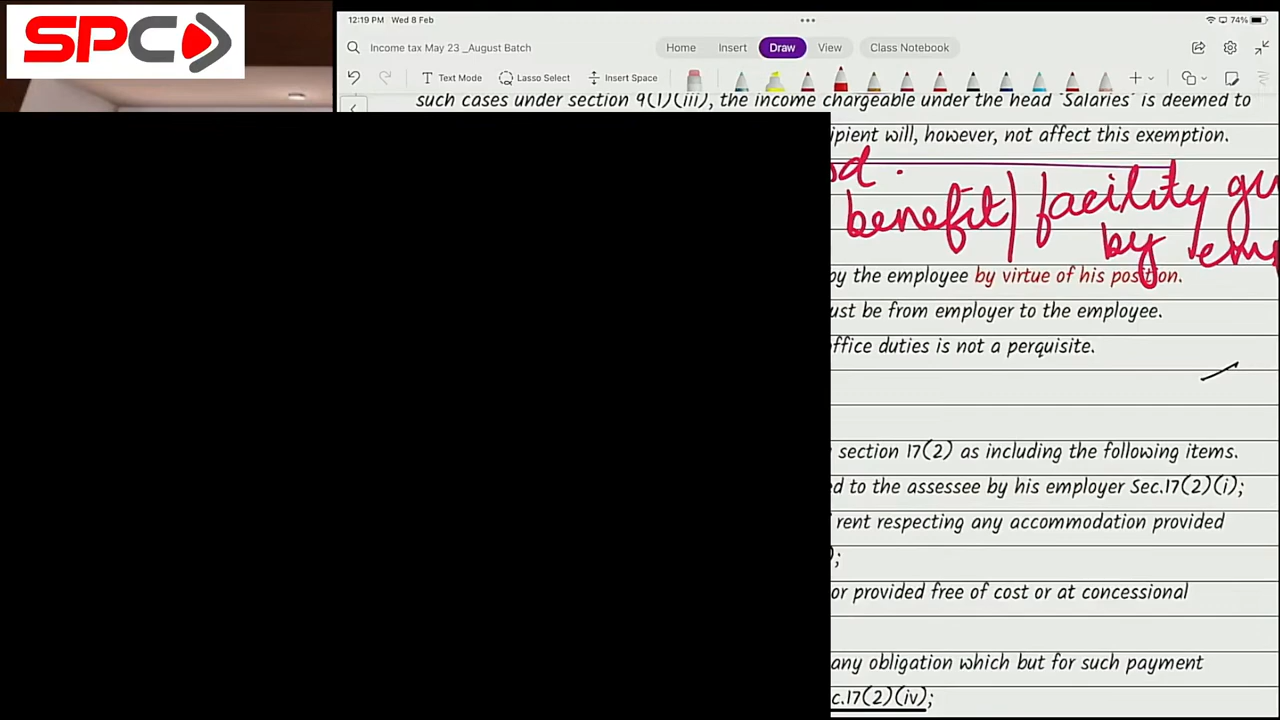 SPC
12:19 PM Wed 8 Feb
74%
Income tax May 23 _August Batch
Home Insert Draw View Class Notebook
Text Mode Lasso Select Insert Space
such cases under section 9(1)(iii), the income chargeable under the head 'Salaries' is deemed to
ipient will, however, not affect this exemption.
benefit/ facility
by
by the employee by virtue of his position.
ust be from employer to the employee.
ffice duties is not a perquisite.
section 17(2) as including the following items.
ed to the assessee by his employer Sec.17(2)(i);
rent respecting any accommodation provided
);
or provided free of cost or at concessional
any obligation which but for such payment
c.17(2)(iv);